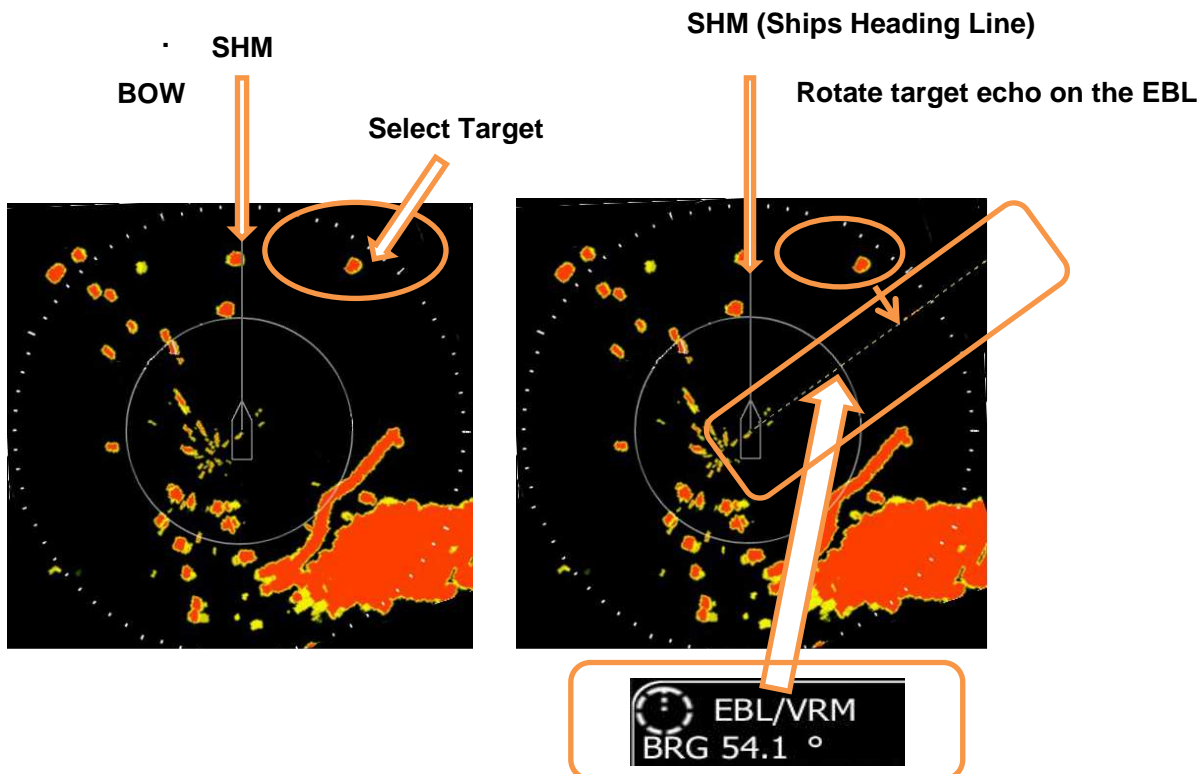 SHM
BOW
Select Target
SHM (Ships Heading Line)
Rotate target echo on the EBL
EBL/VRM
BRG 54.1 °